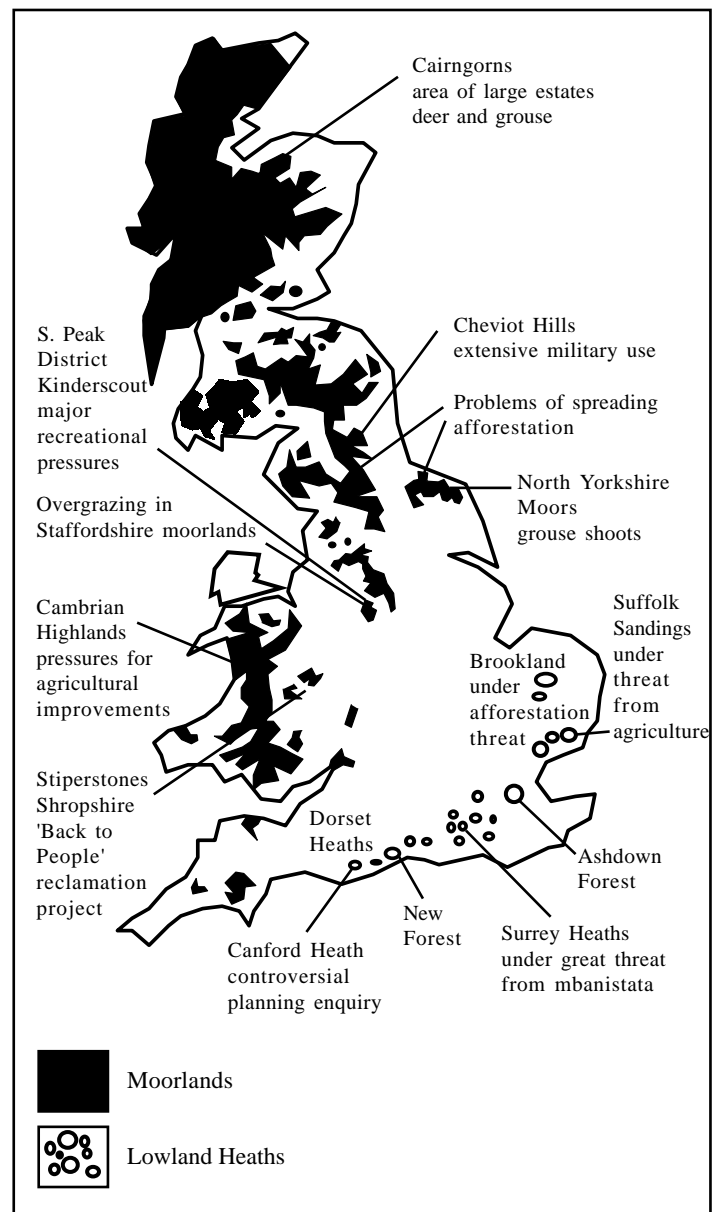 Cairngorns
area of large estates
deer and grouse
S. Peak
District
Kinderscout
major
recreational
pressures
Cheviot Hills
extensive military use
Problems of spreading
afforestation
North Yorkshire
Moors
grouse shoots
Overgrazing in
Staffordshire moorlands
Cambrian
Highlands
pressures for
agricultural
improvements
Suffolk
Sandings
under
threat
from
agriculture
Brookland
under
afforestation
threat
Stiperstones
Shropshire
'Back to
People'
reclamation
project
Dorset
Heaths
Ashdown
Forest
New
Forest
Surrey Heaths
under great threat
from mbanistata
Canford Heath
controversial
planning enquiry
Moorlands
Lowland Heaths